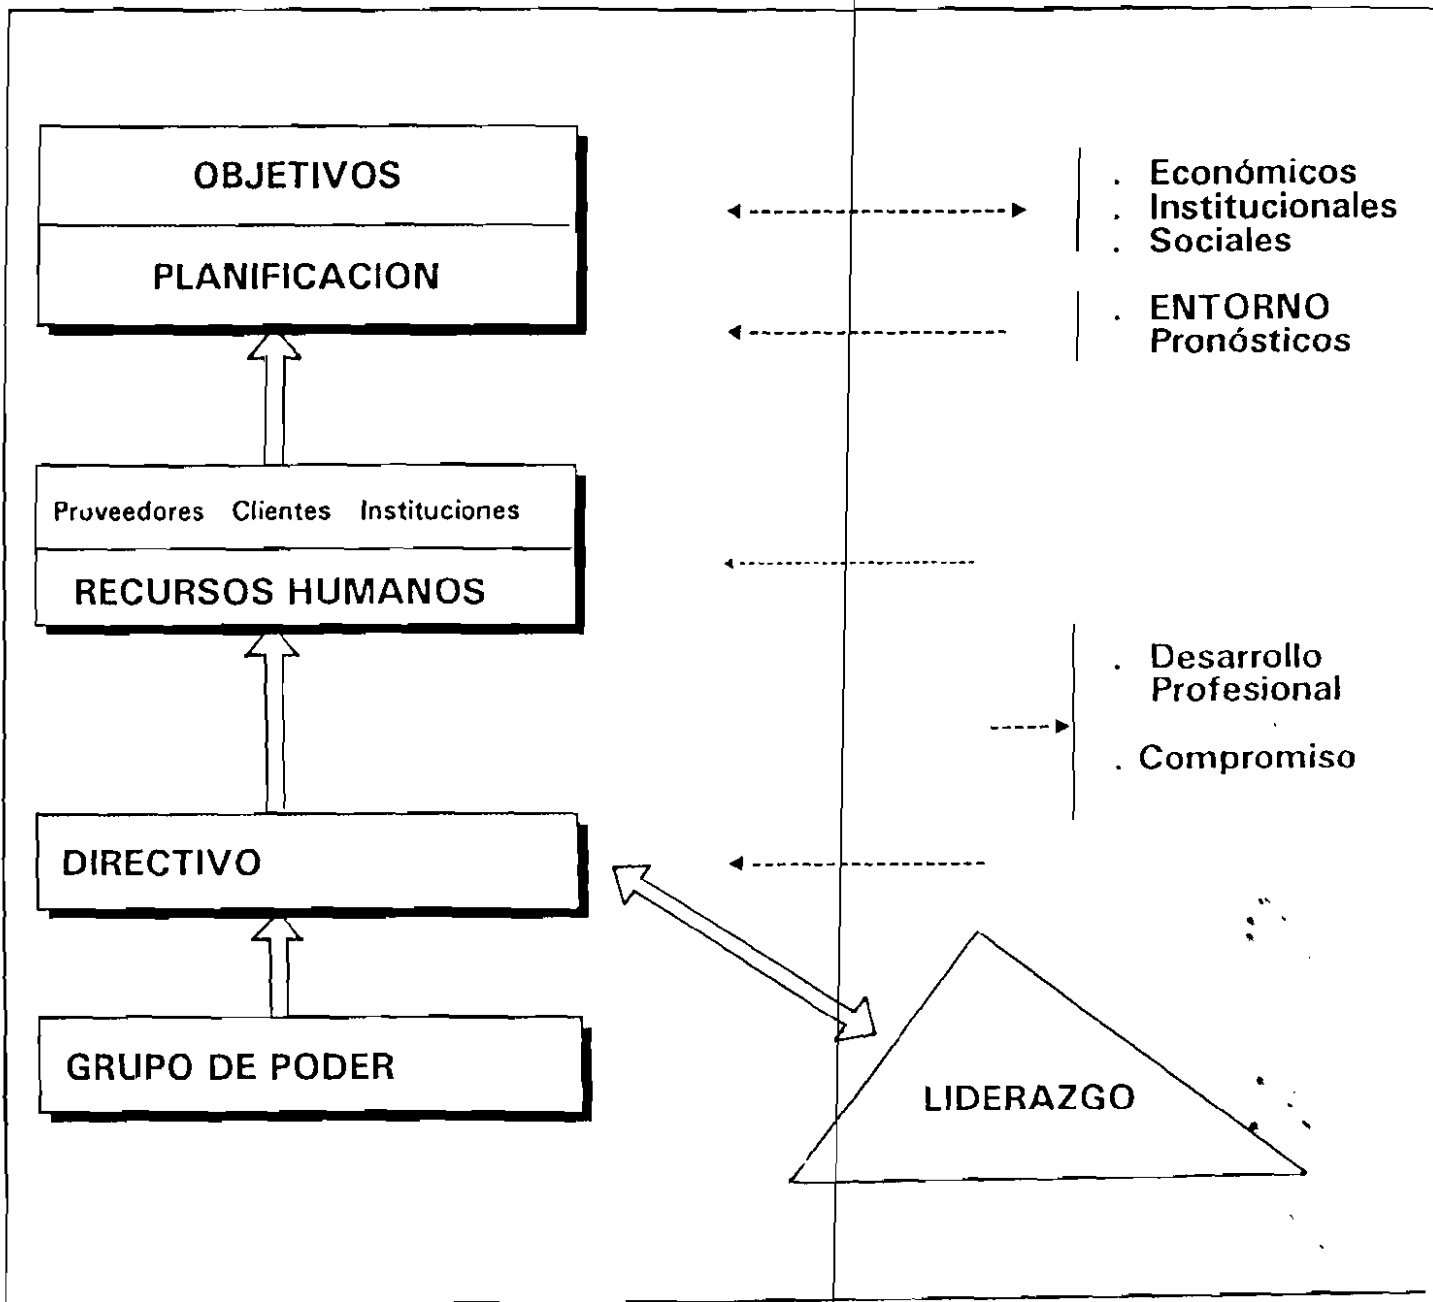 OBJETIVOS
PLANIFICACION
. Económicos
. Institucionales
. Sociales
. ENTORNO
Pronósticos
Proveedores Clientes Instituciones
RECURSOS HUMANOS
. Desarrollo
Profesional
. Compromiso
DIRECTIVO
GRUPO DE PODER
LIDERAZGO